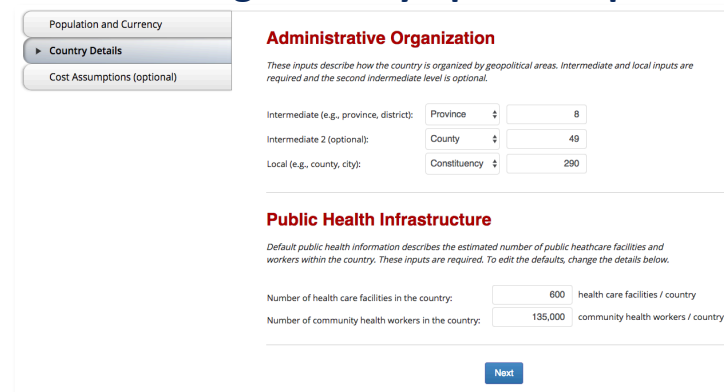 Population and Currency
Country Details
Cost Assumptions (optional)
Administrative Organization
These inputs describe how the country is organized by geopolitical areas. Intermediate and local inputs are
required and the second indermediate level is optional.
Intermediate (e.g., province, district): Province 8
Intermediate 2 (optional): County 49
Local (e.g., county, city): Constituency 290
Public Health Infrastructure
Default public health information describes the estimated number of public heathcare facilities and
workers within the country. These inputs are required. To edit the defaults, change the details below.
Number of health care facilities in the country: 600 health care facilities / country
Number of community health workers in the country: 135,000 community health workers / country
Next